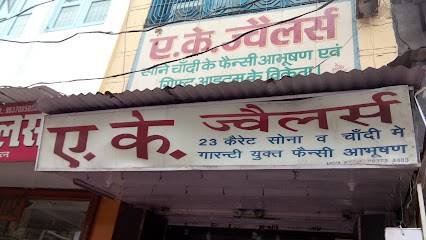 ए.के.ज्वैलर्स
सोने चाँदी के फैन्सी आभूषण एवं
गिफ्ट आइटम्स के विक्रेता।
ए. के. ज्वैलर्स
23 कैरेट सोना व चाँदी मे
गारन्टी युक्त फैन्सी आभूषण